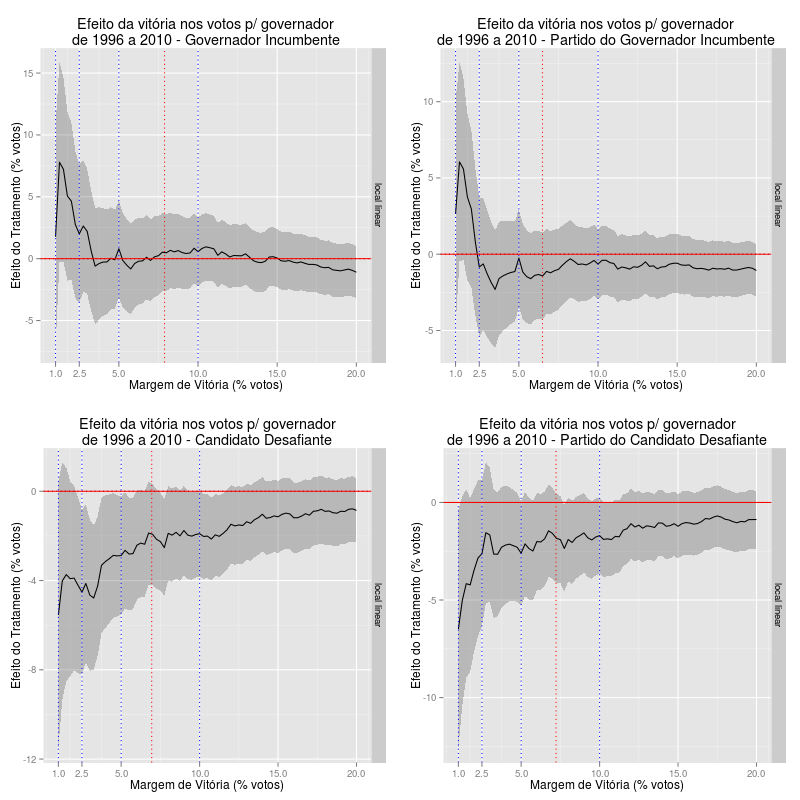 Efeito da vitória nos votos p/ governador
de 1996 a 2010 - Governador Incumbente
Efeito do Tratamento (% votos)
15
10
5
0
-5
local linear
1.0 2.5 5.0 10.0 15.0 20.0
Margem de Vitória (% votos)
Efeito da vitória nos votos p/ governador
de 1996 a 2010 - Partido do Governador Incumbente
Efeito do Tratamento (% votos)
10
5
0
-5
local linear
1.0 2.5 5.0 10.0 15.0 20.0
Margem de Vitória (% votos)
Efeito da vitória nos votos p/ governador
de 1996 a 2010 - Candidato Desafiante
Efeito do Tratamento (% votos)
0
-4
-8
-12
local linear
1.0 2.5 5.0 10.0 15.0 20.0
Margem de Vitória (% votos)
Efeito da vitória nos votos p/ governador
de 1996 a 2010 - Partido do Candidato Desafiante
Efeito do Tratamento (% votos)
0
-5
-10
local linear
1.0 2.5 5.0 10.0 15.0 20.0
Margem de Vitória (% votos)